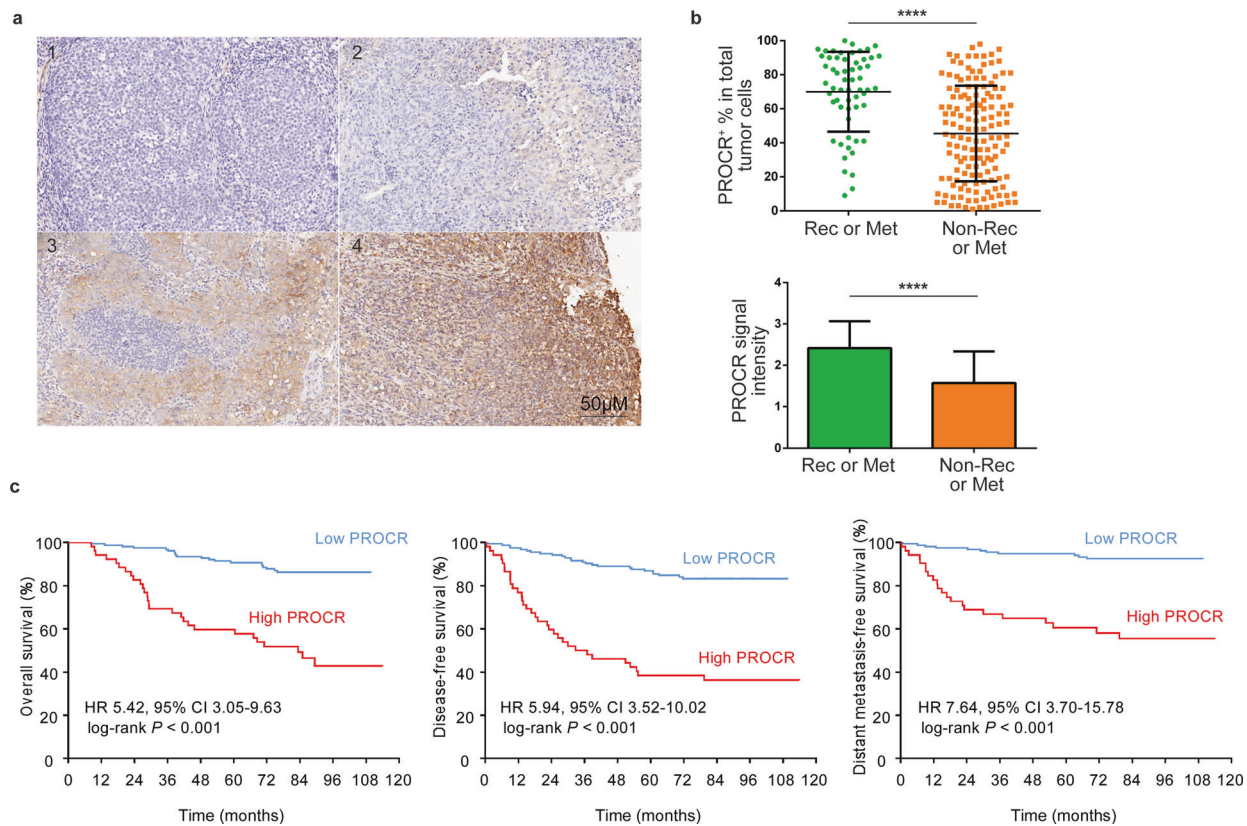 a
1
2
3
4
50µM
b
****
PROCR⁺ % in total
tumor cells
100
80
60
40
20
0
Rec or Met
Non-Rec
or Met
****
PROCR signal
intensity
4
3
2
1
0
Rec or Met
Non-Rec
or Met
c
Overall survival (%)
100
80
60
40
20
0
Low PROCR
High PROCR
HR 5.42, 95% CI 3.05-9.63
log-rank P < 0.001
0 12 24 36 48 60 72 84 96 108 120
Time (months)
Disease-free survival (%)
100
80
60
40
20
0
Low PROCR
High PROCR
HR 5.94, 95% CI 3.52-10.02
log-rank P < 0.001
0 12 24 36 48 60 72 84 96 108 120
Time (months)
Distant metastasis-free survival (%)
100
80
60
40
20
0
Low PROCR
High PROCR
HR 7.64, 95% CI 3.70-15.78
log-rank P < 0.001
0 12 24 36 48 60 72 84 96 108 120
Time (months)